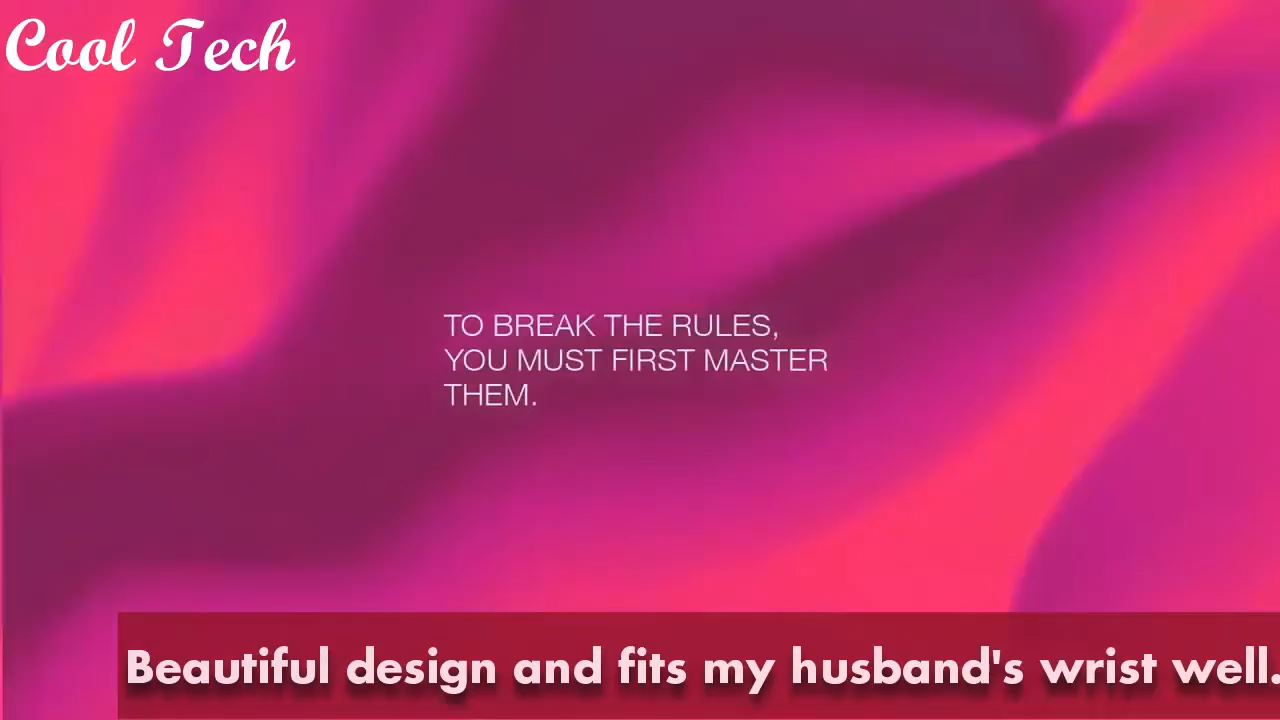 Cool Tech
TO BREAK THE RULES,
YOU MUST FIRST MASTER
THEM.
Beautiful design and fits my husband's wrist well.